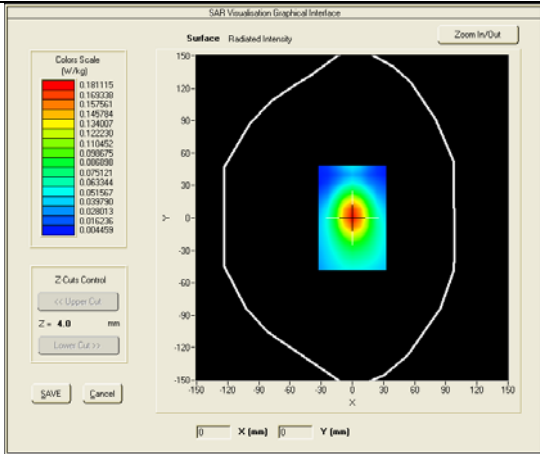 SAR Visualisation Graphical Interface
Surface Radiated Intensity
Zoom In/Out
Colors Scale
(W/kg)
0.181115
0.169338
0.157561
0.145784
0.134007
0.122230
0.110452
0.098675
0.086898
0.075121
0.063344
0.051567
0.039790
0.028013
0.016236
0.004459
Z-Cuts Control
<< Upper Cut
Z = 4.0 mm
Lower Cut >>
SAVE
Cancel
150
120
90
60
30
0
-30
-60
-90
-120
-150
Y
-150 -120 -90 -60 -30 0 30 60 90 120 150
X
0 X (mm) 0 Y (mm)